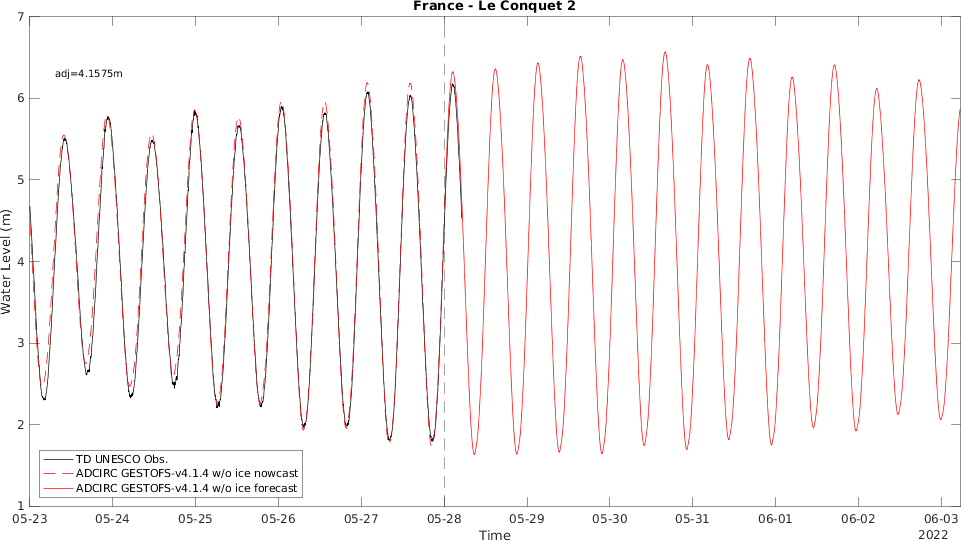 France - Le Conquet 2
adj=4.1575m
7
6
5
4
3
2
1
Water Level (m)
TD UNESCO Obs.
ADCIRC GESTOFS-v4.1.4 w/o ice nowcast
ADCIRC GESTOFS-v4.1.4 w/o ice forecast
05-23 05-24 05-25 05-26 05-27 05-28 05-29 05-30 05-31 06-01 06-02 06-03
Time
2022